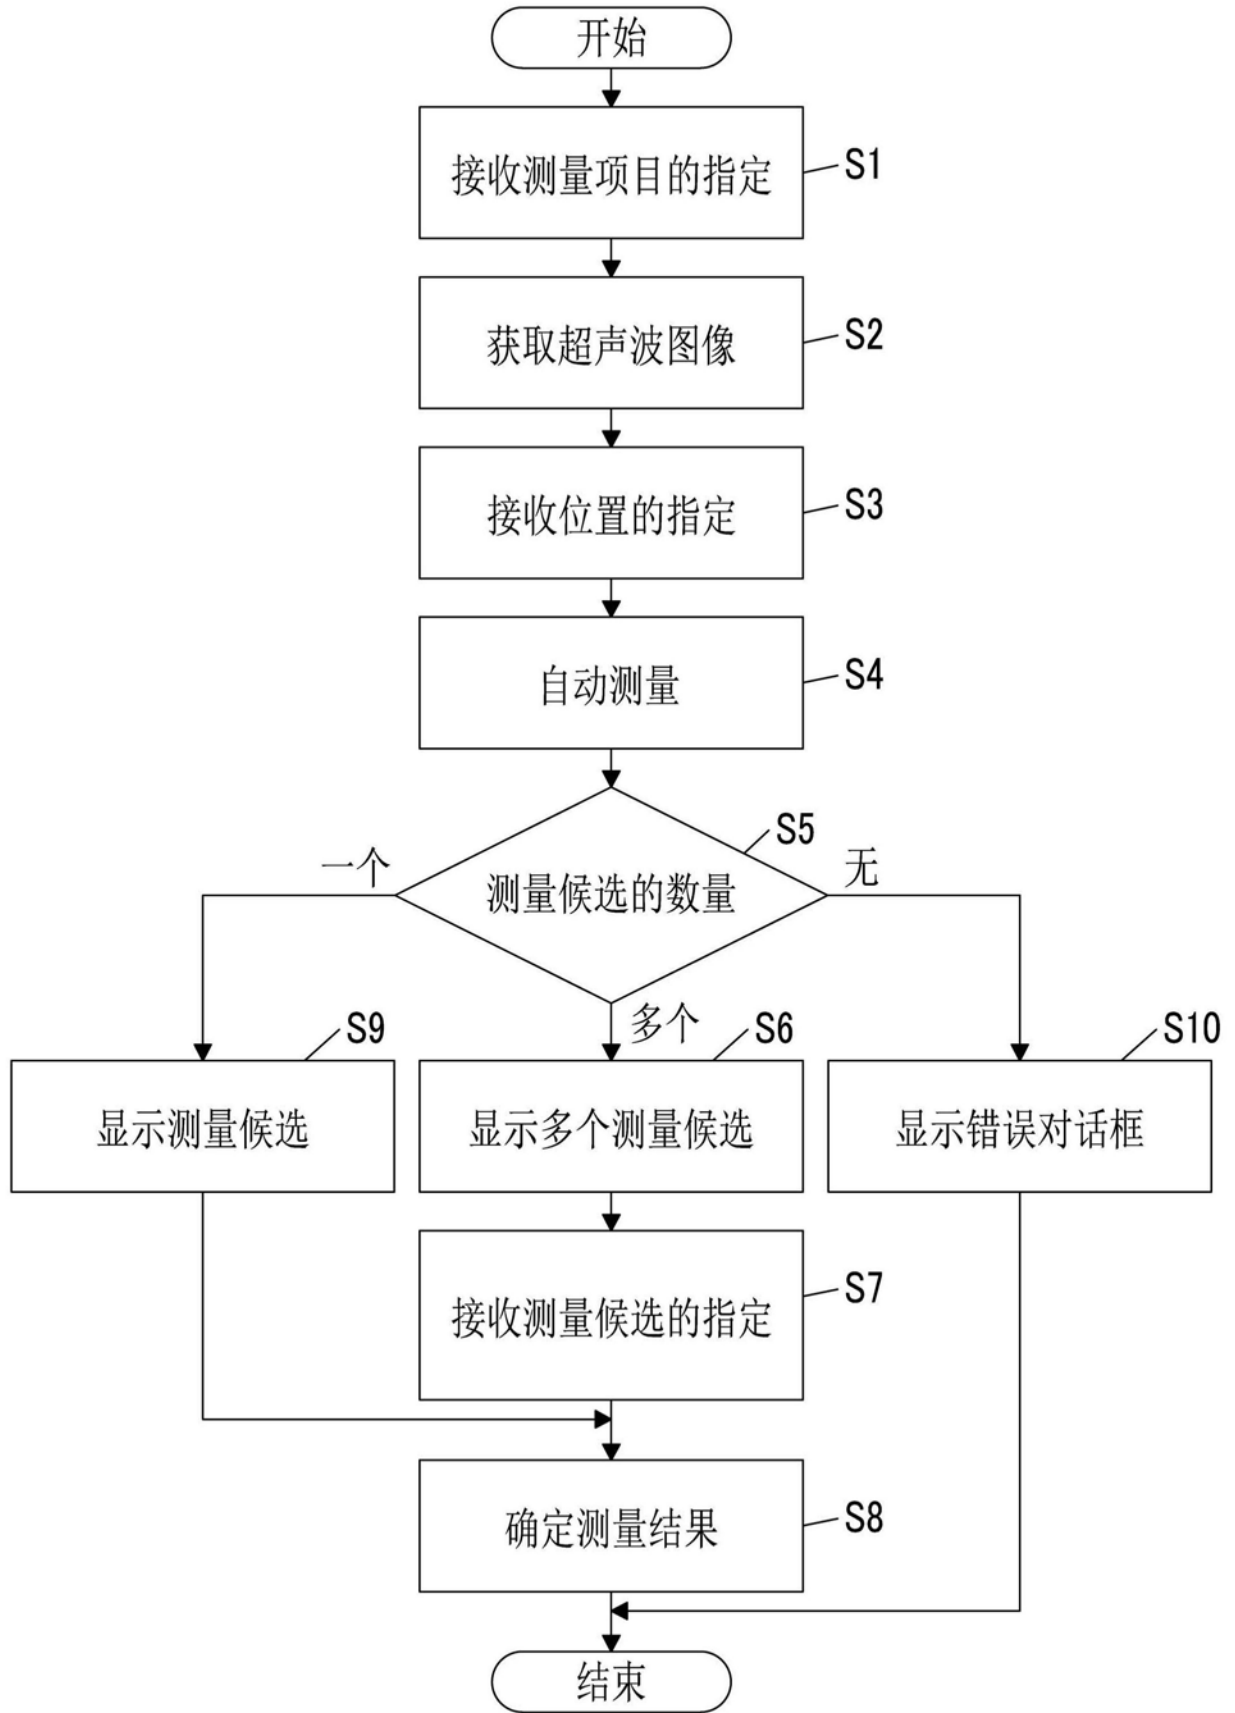 开始
接收测量项目的指定
S1
获取超声波图像
S2
接收位置的指定
S3
自动测量
S4
S5
一个
测量候选的数量
无
多个
S9
S6
S10
显示测量候选
显示多个测量候选
显示错误对话框
接收测量候选的指定
S7
确定测量结果
S8
结束